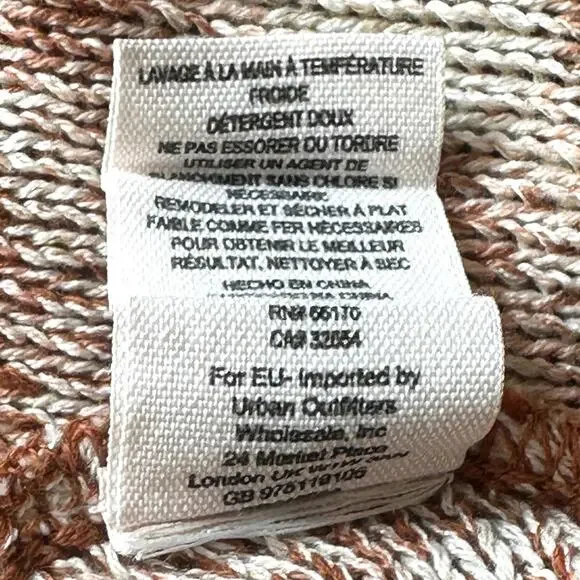 LAVAGE À LA MAIN À TEMPÉRATURE
FROIDE
DÉTERGENT DOUX
NE PAS ESSORER OU TORDRE
UTILISER UN AGENT DE
BLANCHIMENT SANS CHLORE SI
NÉCESSAIRE
REMODELER ET SÉCHER À PLAT
FAIBLE COMME FER NÉCESSAIRES
POUR OBTENIR LE MEILLEUR
RÉSULTAT, NETTOYER À SEC
HECHO EN CHINA
CHINA
RN# 66170
CA# 32654
For EU- Imported by
Urban Outfitters
Wholesale, Inc
24 Market Place
London UK
GB 975119105